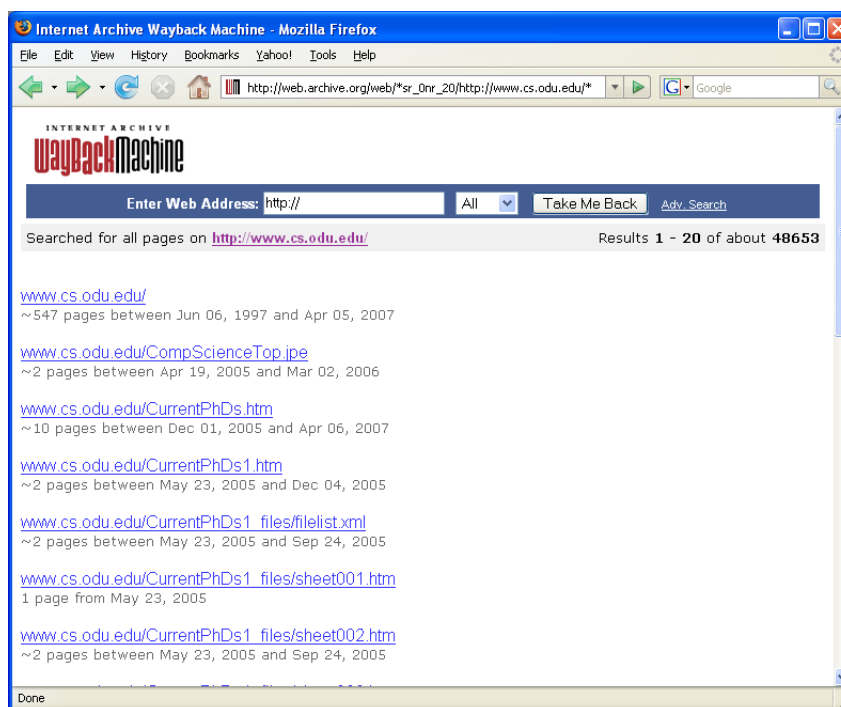 Internet Archive Wayback Machine - Mozilla Firefox
File Edit View History Bookmarks Yahoo! Tools Help
http://web.archive.org/web/*sr_0nr_20/http://www.cs.odu.edu/* G Google
INTERNET ARCHIVE
WayBackMachine
Enter Web Address: http:// All Take Me Back Adv. Search
Searched for all pages on http://www.cs.odu.edu/ Results 1 - 20 of about 48653
www.cs.odu.edu/
~547 pages between Jun 06, 1997 and Apr 05, 2007
www.cs.odu.edu/CompScienceTop.jpe
~2 pages between Apr 19, 2005 and Mar 02, 2006
www.cs.odu.edu/CurrentPhDs.htm
~10 pages between Dec 01, 2005 and Apr 06, 2007
www.cs.odu.edu/CurrentPhDs1.htm
~2 pages between May 23, 2005 and Dec 04, 2005
www.cs.odu.edu/CurrentPhDs1_files/filelist.xml
~2 pages between May 23, 2005 and Sep 24, 2005
www.cs.odu.edu/CurrentPhDs1_files/sheet001.htm
1 page from May 23, 2005
www.cs.odu.edu/CurrentPhDs1_files/sheet002.htm
~2 pages between May 23, 2005 and Sep 24, 2005
Done